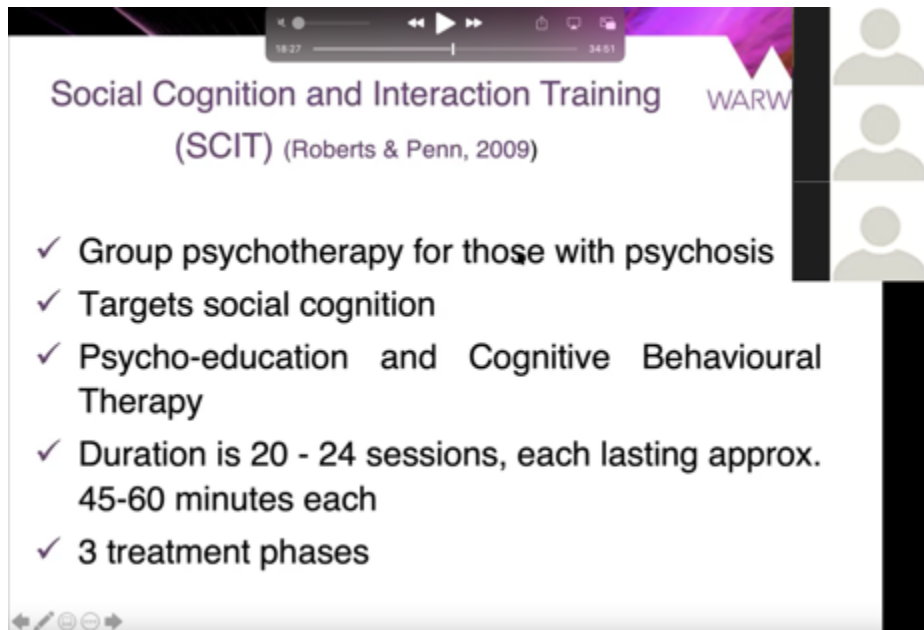 18:27
34:51
Social Cognition and Interaction Training
WARW
(SCIT) (Roberts & Penn, 2009)
✓ Group psychotherapy for those with psychosis
✓ Targets social cognition
✓ Psycho-education and Cognitive Behavioural
Therapy
✓ Duration is 20 - 24 sessions, each lasting approx.
45-60 minutes each
✓ 3 treatment phases